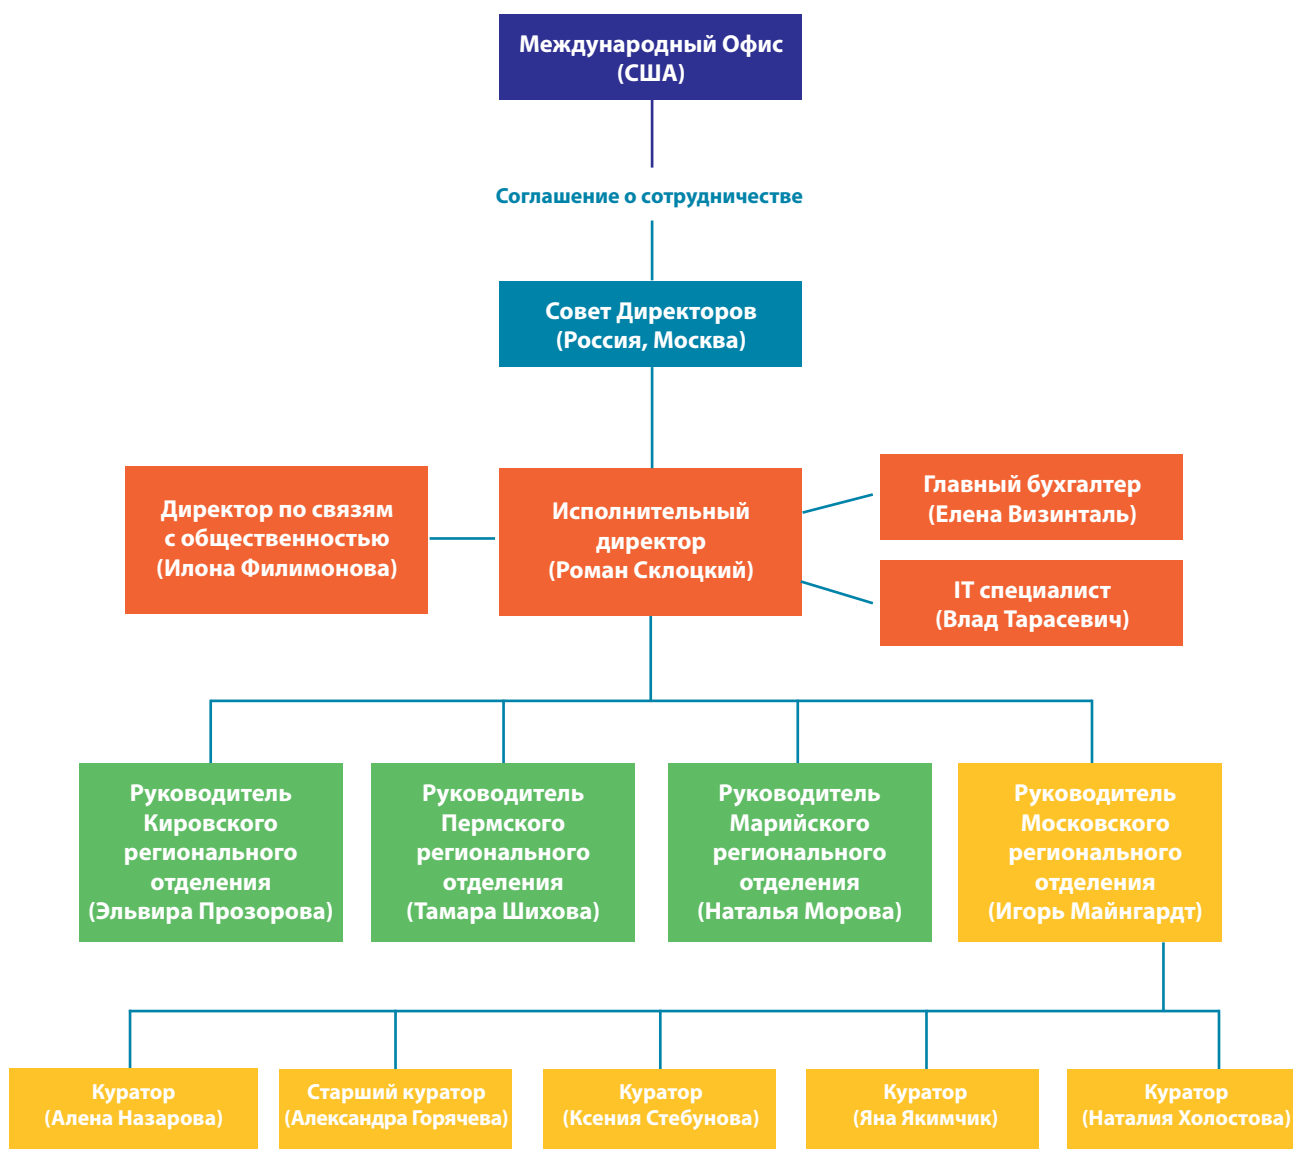 Международный Офис
(США)
Соглашение о сотрудничестве
Совет Директоров
(Россия, Москва)
Директор по связям
с общественностью
(Илона Филимонова)
Исполнительный
директор
(Роман Склоцкий)
Главный бухгалтер
(Елена Визинталь)
IT специалист
(Влад Тарасевич)
Руководитель
Кировского
регионального
отделения
(Эльвира Прозорова)
Руководитель
Пермского
регионального
отделения
(Тамара Шихова)
Руководитель
Марийского
регионального
отделения
(Наталья Морова)
Руководитель
Московского
регионального
отделения
(Игорь Майнгардт)
Куратор
(Алена Назарова)
Старший куратор
(Александра Горячева)
Куратор
(Ксения Стебунова)
Куратор
(Яна Якимчик)
Куратор
(Наталия Холостова)